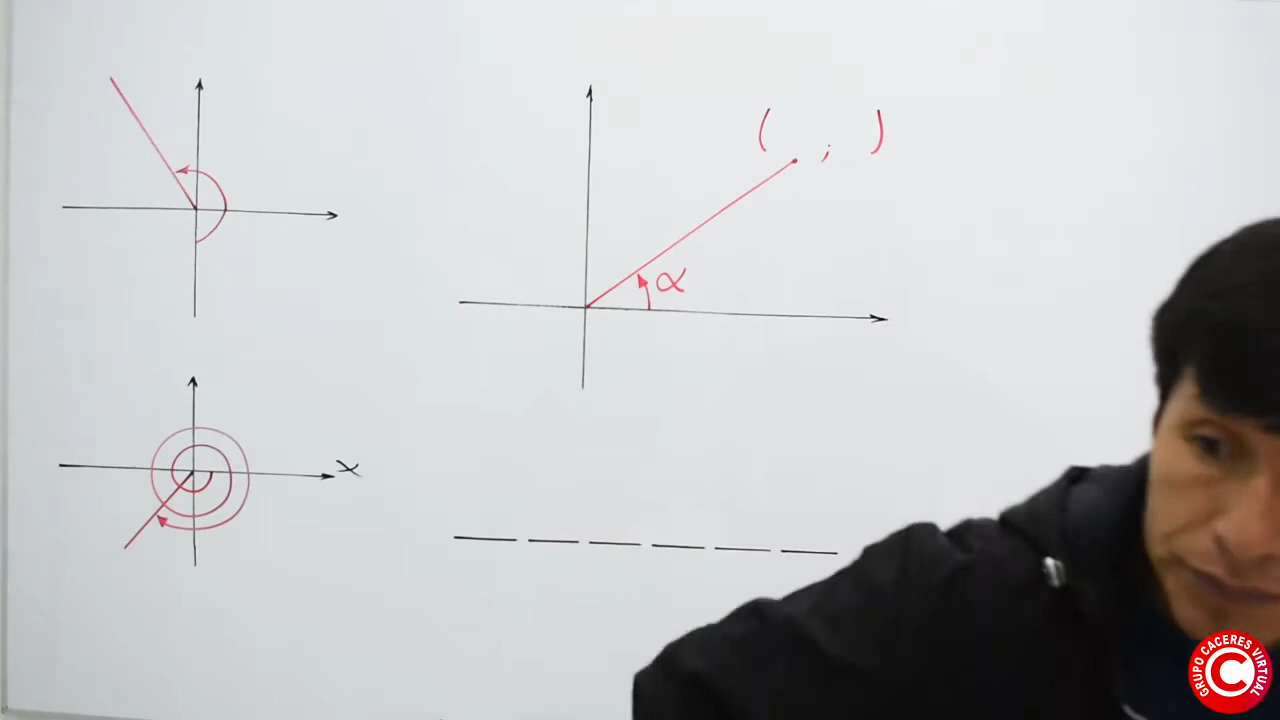 ( ; )
α
x
GRUPO CACERES VIRTUAL
C